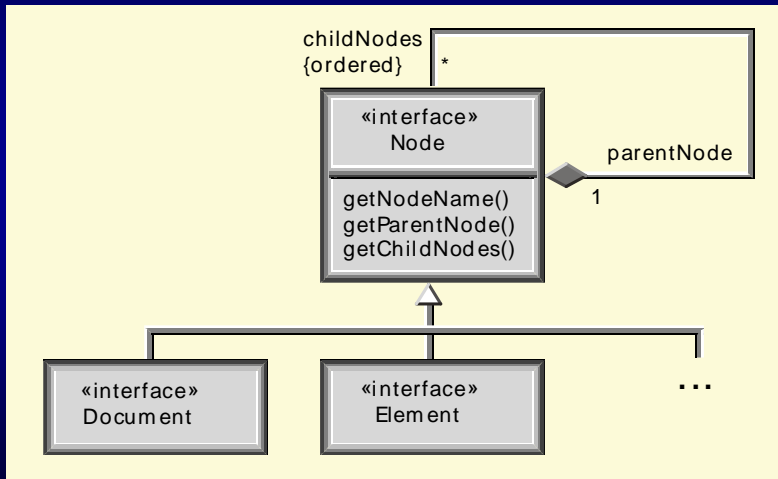 childNodes
{ordered}
*
«interface»
Node
parentNode
1
getNodeName()
getParentNode()
getChildNodes()
«interface»
Document
«interface»
Element
...